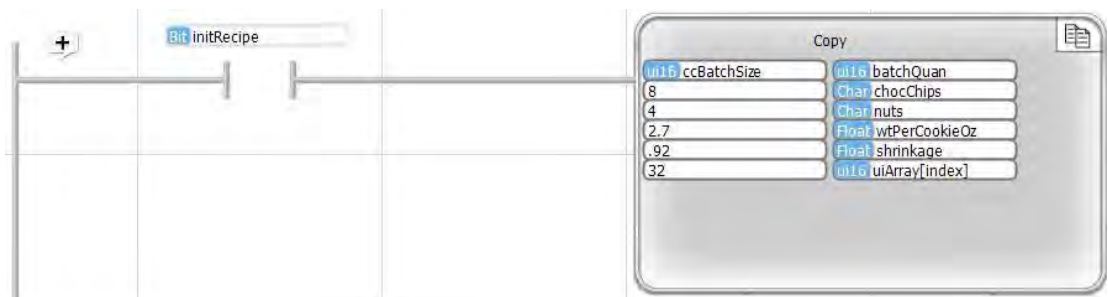 Bit initRecipe
Copy
ui16 ccBatchSize ui16 batchQuan
8 Char chocChips
4 Char nuts
2.7 Float wtPerCookieOz
.92 Float shrinkage
32 ui16 uiArray[index]